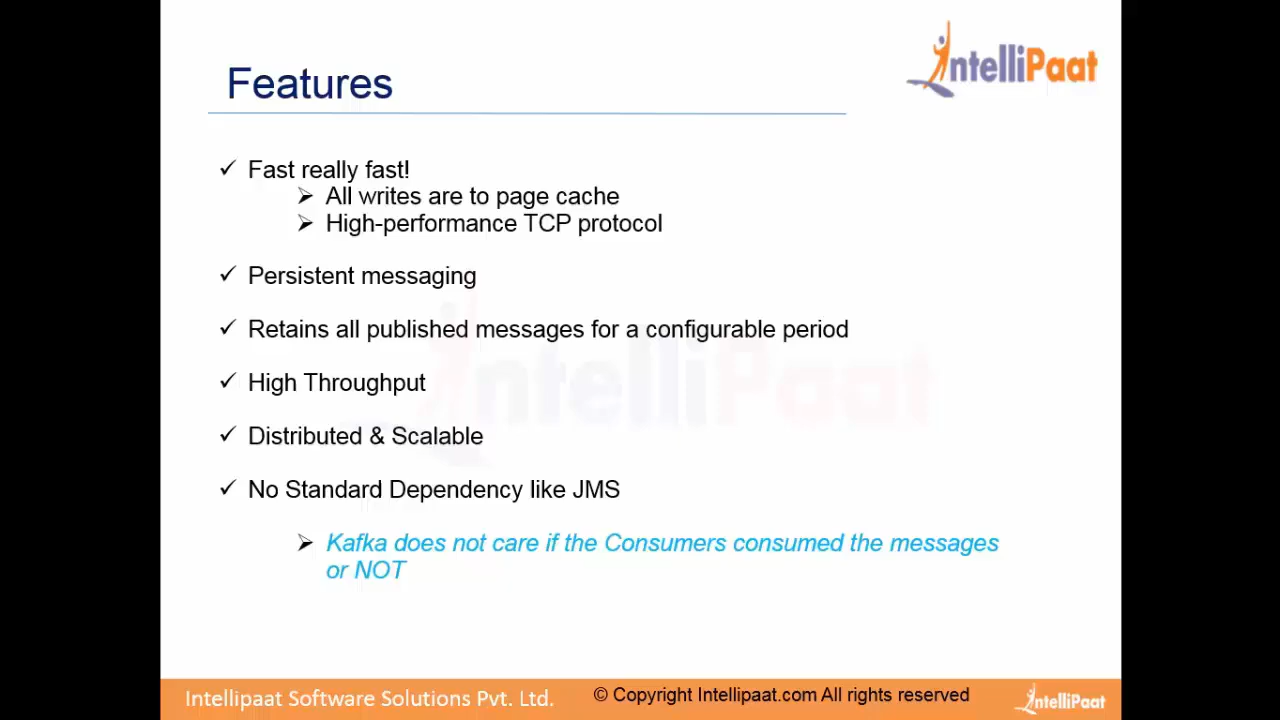 IntelliPaat
Features
✓ Fast really fast!
➢ All writes are to page cache
➢ High-performance TCP protocol
✓ Persistent messaging
✓ Retains all published messages for a configurable period
✓ High Throughput
✓ Distributed & Scalable
✓ No Standard Dependency like JMS
➢ Kafka does not care if the Consumers consumed the messages
or NOT
IntelliPaat
Intellipaat Software Solutions Pvt. Ltd.
© Copyright Intellipaat.com All rights reserved
IntelliPaat